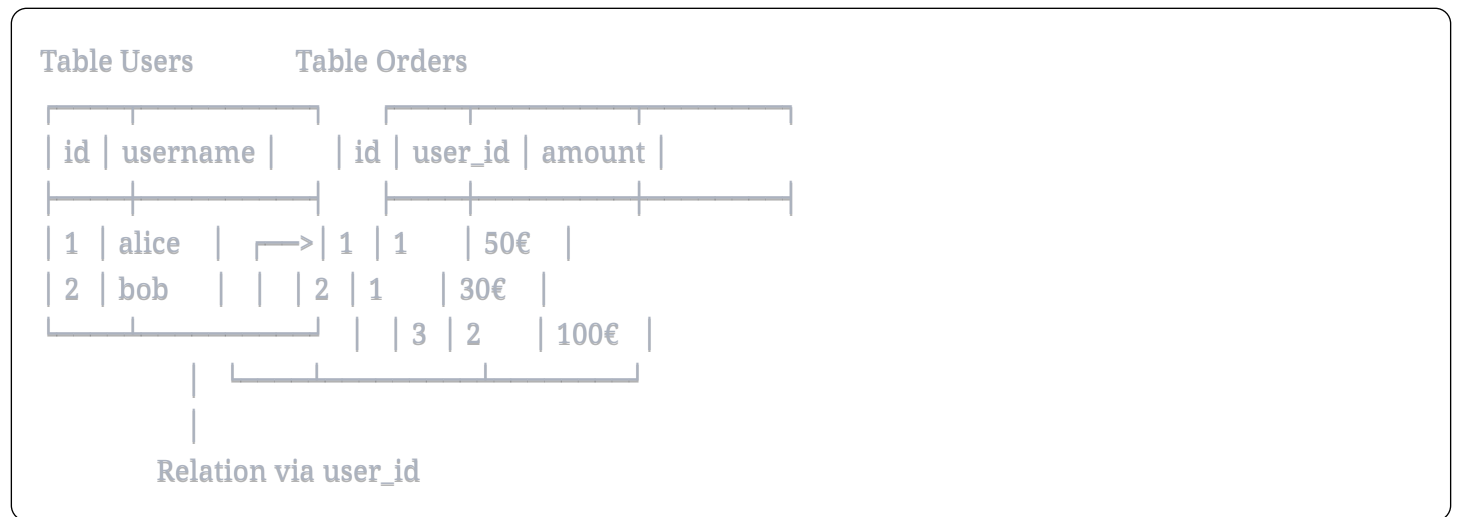 Table Users Table Orders
| id | username | | id | user_id | amount |
| 1 | alice | ┌──>| 1 | 1 | 50€ |
| 2 | bob | | | 2 | 1 | 30€ |
| | 3 | 2 | 100€ |
Relation via user_id